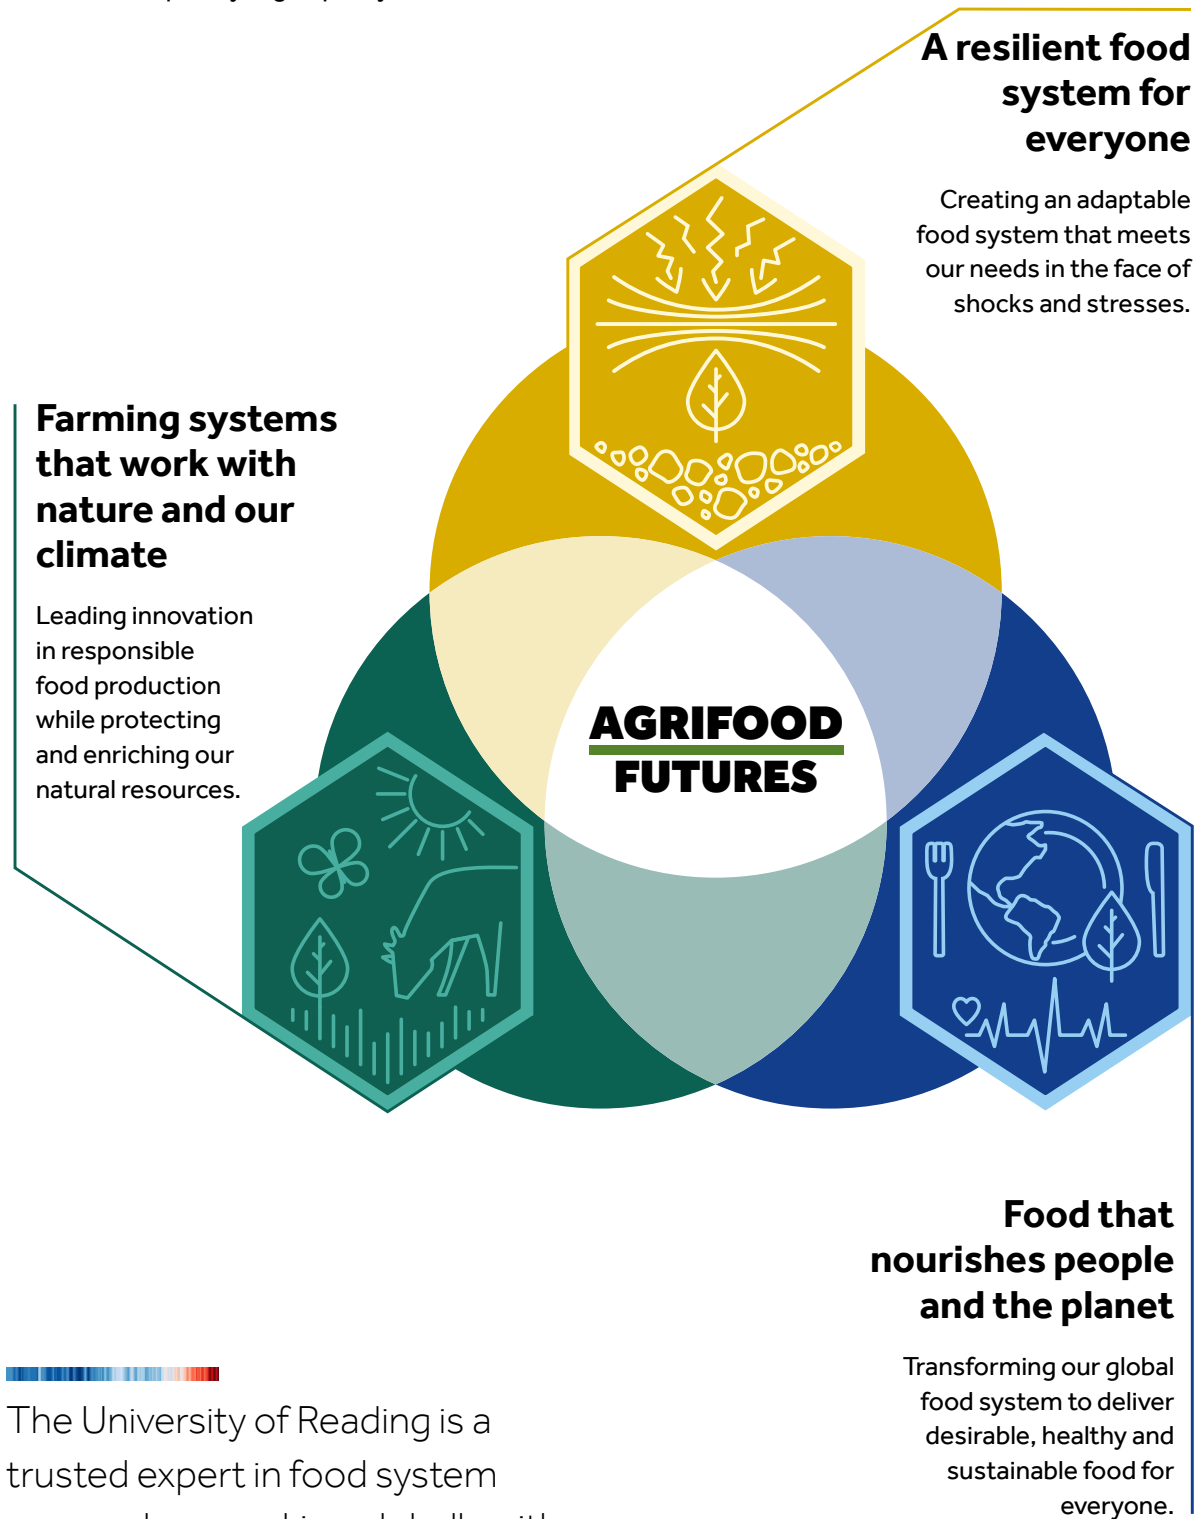 A resilient food
system for
everyone
Creating an adaptable
food system that meets
our needs in the face of
shocks and stresses.
Farming systems
that work with
nature and our
climate
Leading innovation
in responsible
food production
while protecting
and enriching our
natural resources.
AGRIFOOD
FUTURES
Food that
nourishes people
and the planet
Transforming our global
food system to deliver
desirable, healthy and
sustainable food for
everyone.
The University of Reading is a
trusted expert in food system